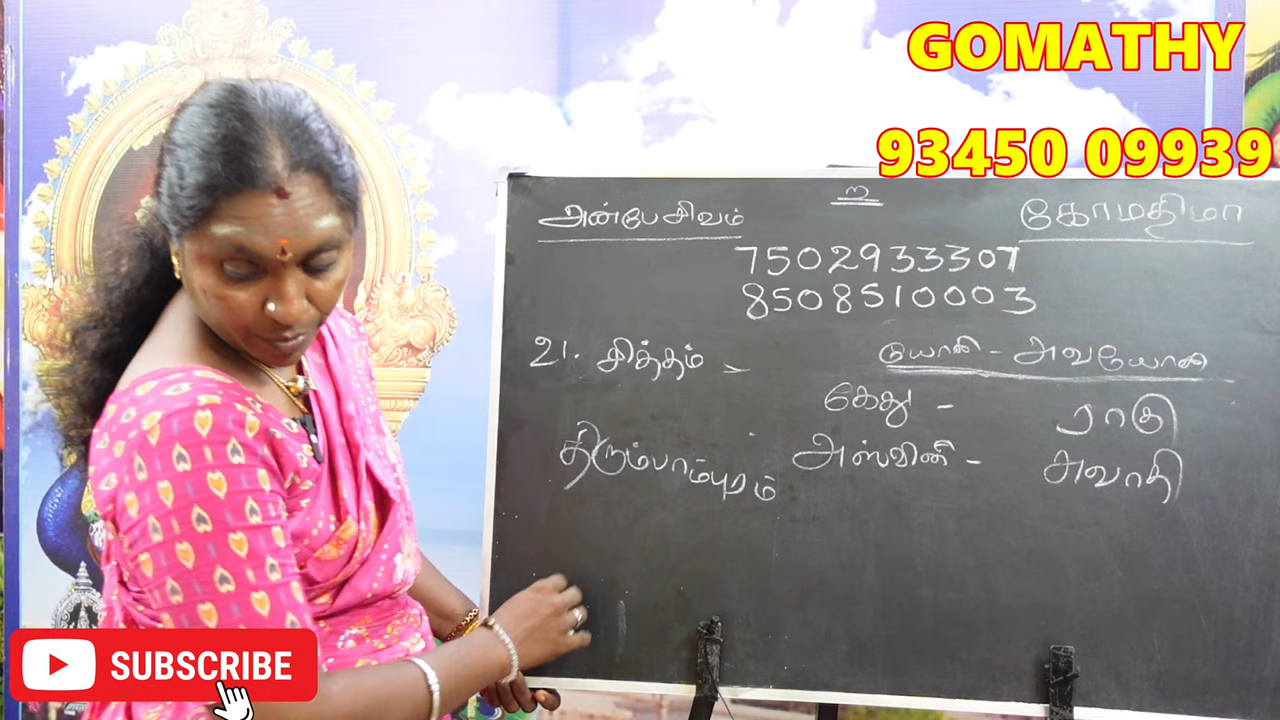 GOMATHY
93450 09939
உ
அன்பே சிவம் கோமதிமா
7502933307
8508510003
21. சித்தம் - யோகி - அவயோகி
கேது - ராகு
திருப்பாம்புரம் அஸ்வினி - சுவாதி
SUBSCRIBE